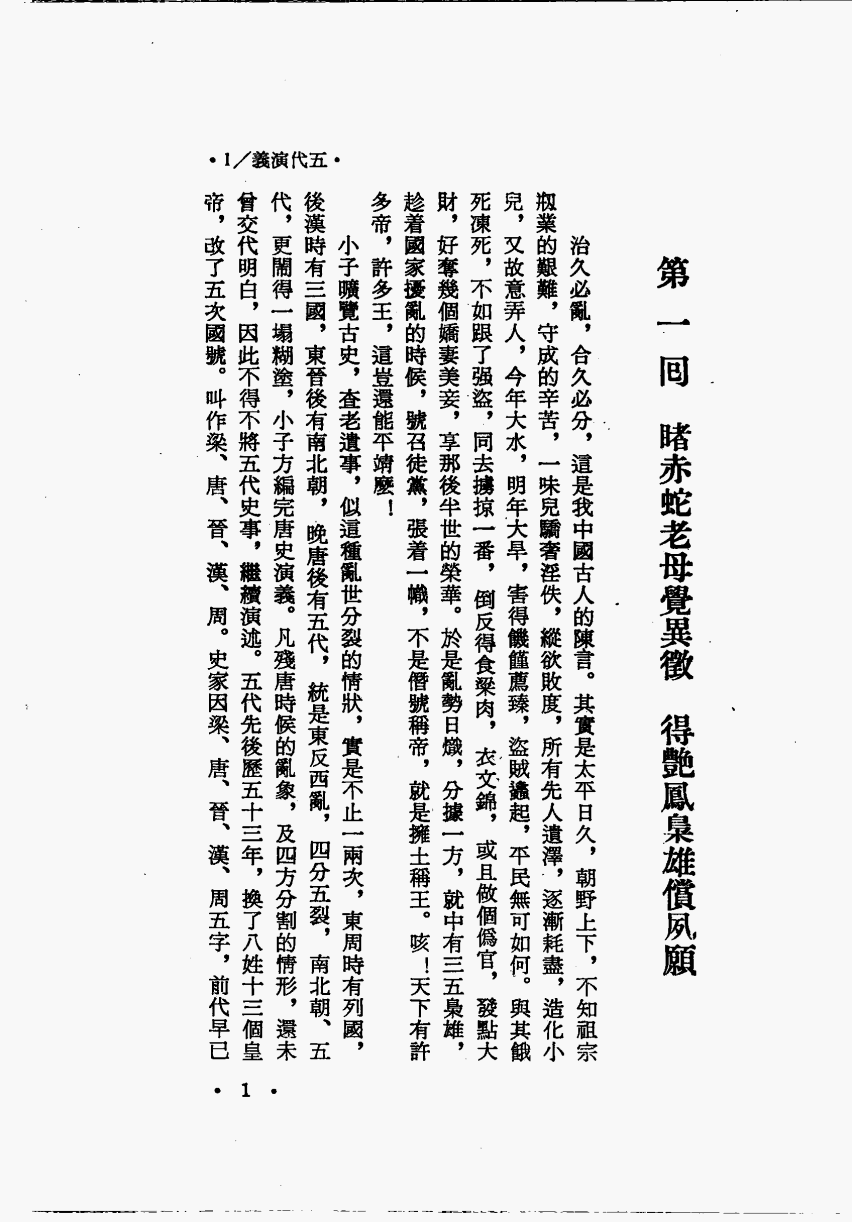 •五代演義/1•
第一回　睹赤蛇老母覺異徵　得艷鳳梟雄償夙願
治久必亂，合久必分，這是我中國古人的陳言。其實是太平日久，朝野上下，不知祖宗
刱業的艱難，守成的辛苦，一味兒驕奢淫佚，縱欲敗度，所有先人遺澤，逐漸耗盡，造化小
兒，又故意弄人，今年大水，明年大旱，害得饑饉薦臻，盜賊蠭起，平民無可如何。與其餓
死凍死，不如跟了强盜，同去擄掠一番，倒反得食粱肉，衣文錦，或且做個僞官，發點大
財，好奪幾個嬌妻美妾，享那後半世的榮華。於是亂勢日熾，分據一方，就中有三五梟雄，
趁着國家擾亂的時候，號召徒黨，張着一幟，不是僭號稱帝，就是擁土稱王。咳！天下有許
多帝，許多王，這豈還能平靖麼！
小子曠覽古史，查老遺事，似這種亂世分裂的情狀，實是不止一兩次，東周時有列國，
後漢時有三國，東晉後有南北朝，晚唐後有五代，統是東反西亂，四分五裂，南北朝、五
代，更鬧得一塌糊塗，小子方編完唐史演義。凡殘唐時候的亂象，及四方分割的情形，還未
曾交代明白，因此不得不將五代史事，繼續演述。五代先後歷五十三年，換了八姓十三個皇
帝，改了五次國號。叫作梁、唐、晉、漢、周。史家因梁、唐、晉、漢、周五字，前代早已
• 1 •